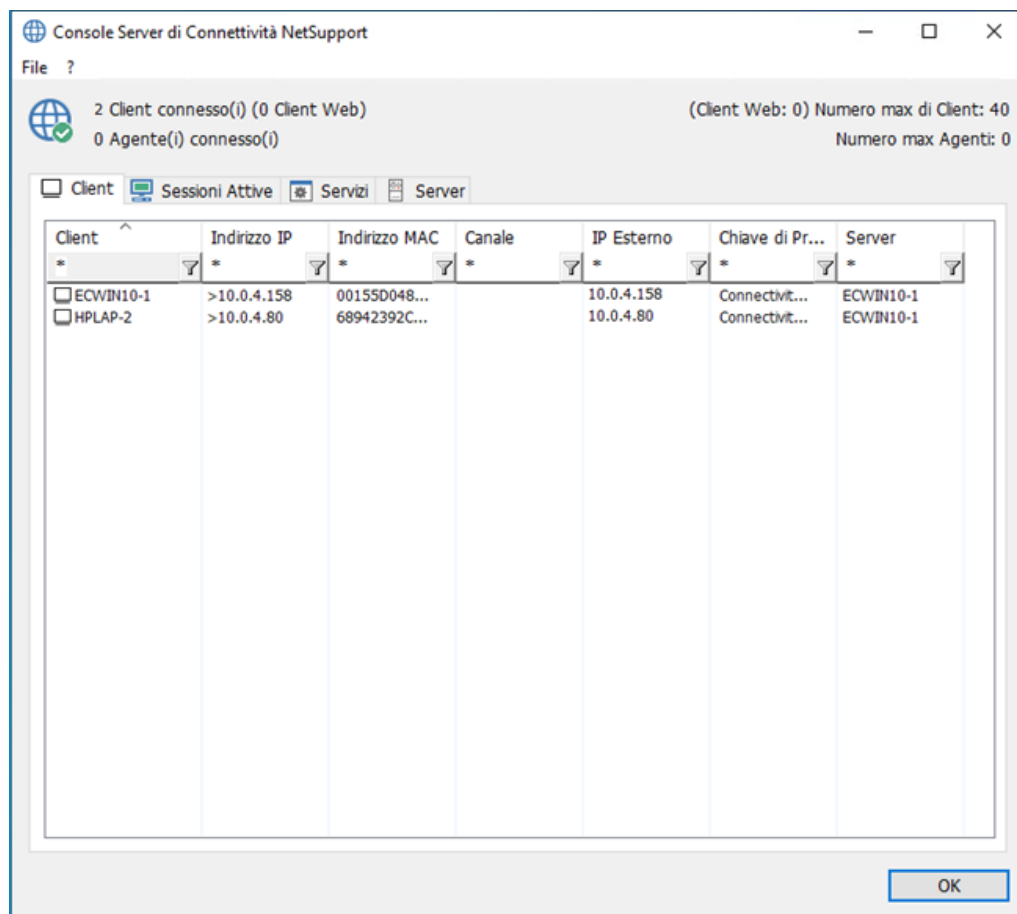 Console Server di Connettività NetSupport
File ?
2 Client connesso(i) (0 Client Web) (Client Web: 0) Numero max di Client: 40
0 Agente(i) connesso(i) Numero max Agenti: 0
Client Sessioni Attive Servizi Server
Client Indirizzo IP Indirizzo MAC Canale IP Esterno Chiave di Pr... Server
* * * * * * *
ECWIN10-1 >10.0.4.158 00155D048... 10.0.4.158 Connectivit... ECWIN10-1
HPLAP-2 >10.0.4.80 68942392C... 10.0.4.80 Connectivit... ECWIN10-1
OK